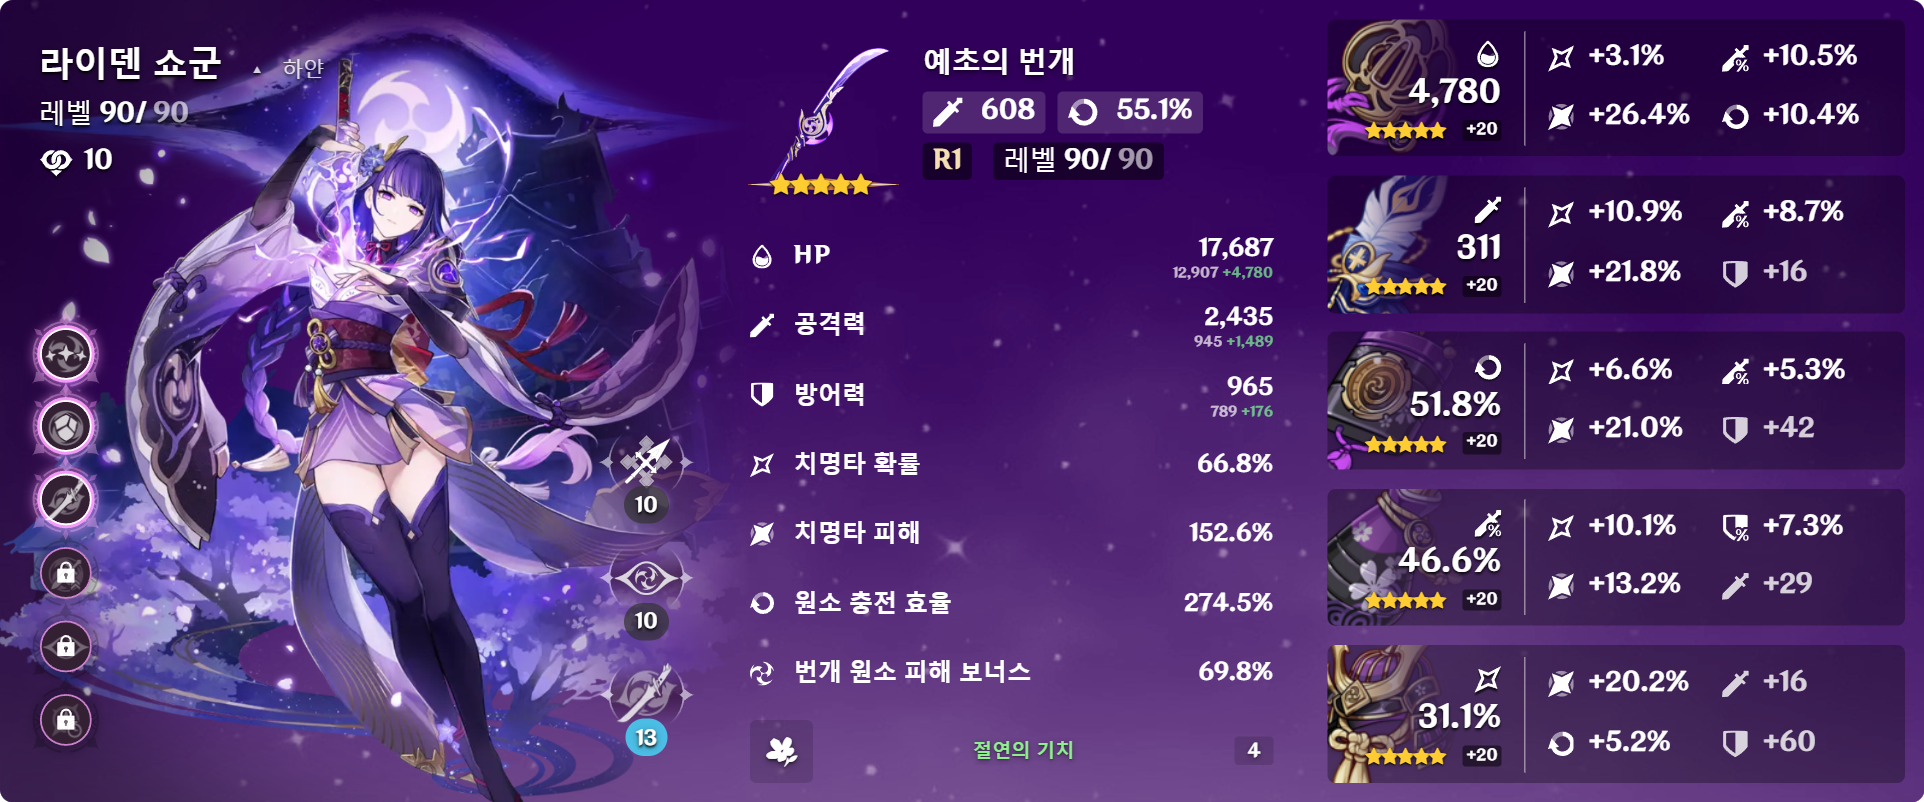 라이덴 쇼군 ▲ 하얀
레벨 90/ 90
10
10
10
13
예초의 번개
608 55.1%
R1 레벨 90/ 90
HP 17,687
12,907 +4,780
공격력 2,435
945 +1,489
방어력 965
789 +176
치명타 확률 66.8%
치명타 피해 152.6%
원소 충전 효율 274.5%
번개 원소 피해 보너스 69.8%
절연의 기치 4
4,780
+20
+3.1% +10.5%
+26.4% +10.4%
311
+20
+10.9% +8.7%
+21.8% +16
51.8%
+20
+6.6% +5.3%
+21.0% +42
46.6%
+20
+10.1% +7.3%
+13.2% +29
31.1%
+20
+20.2% +16
+5.2% +60